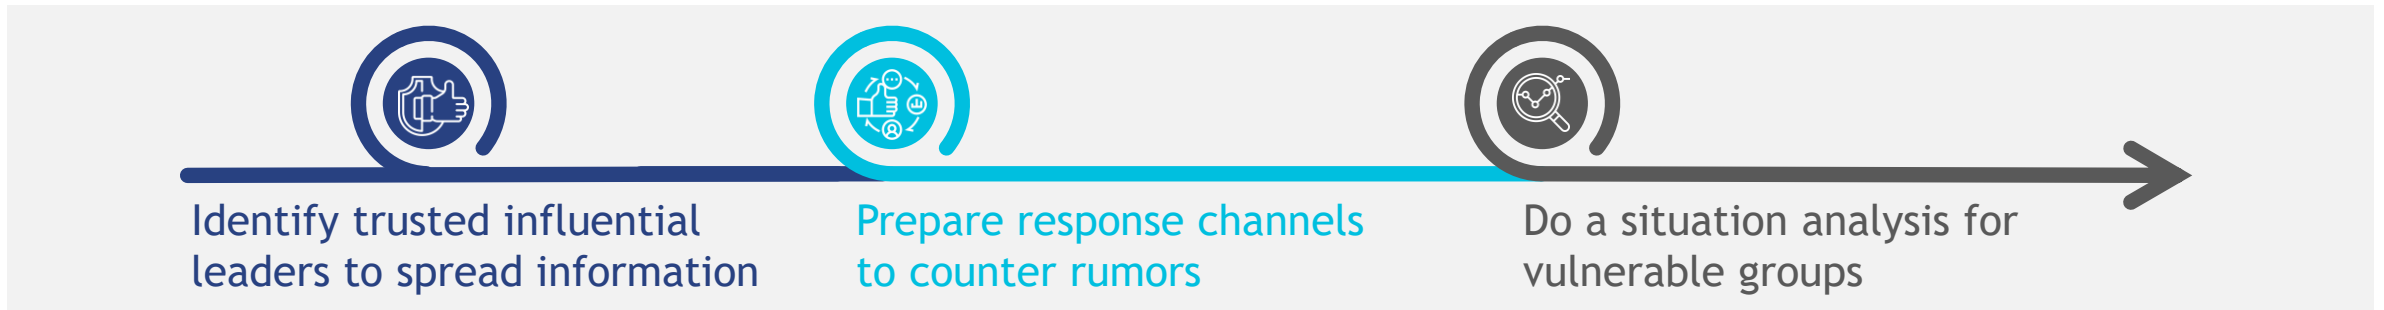 Identify trusted influential
leaders to spread information
Prepare response channels
to counter rumors
Do a situation analysis for
vulnerable groups